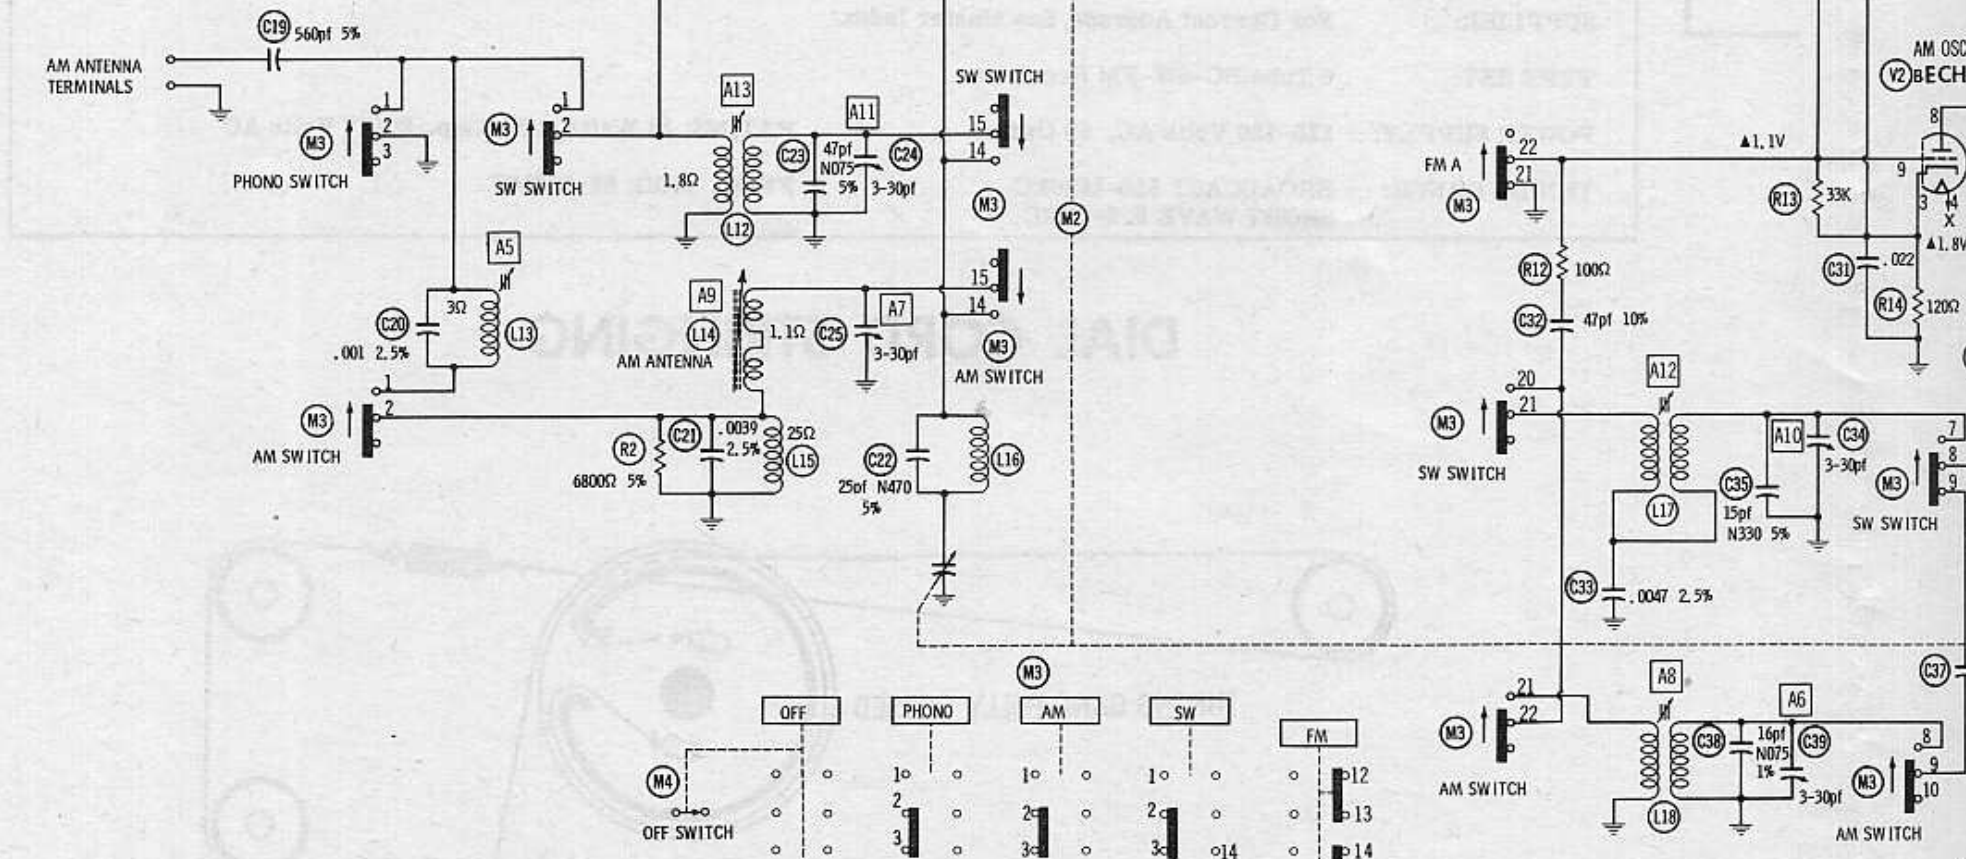 C19 560pf 5%
AM ANTENNA
TERMINALS
1
2
3
M3
PHONO SWITCH
1
2
M3
SW SWITCH
A13
1.8Ω
L12
C23
47pf
N075
5%
A11
C24
3-30pf
SW SWITCH
15
14
M3
M2
A5
3Ω
C20
.001 2.5%
L13
A9
L14
AM ANTENNA
1.1Ω
C25
A7
3-30pf
15
14
M3
AM SWITCH
1
2
M3
AM SWITCH
R2
6800Ω 5%
C21
.0039
2.5%
25Ω
L15
C22
25pf N470
5%
L16
FM A
M3
22
21
▲1.1V
AM OSC
V2 BECH
8
9
3
4
X
R13
33K
▲1.8V
C31
.022
R14
120Ω
R12
100Ω
C32
47pf 10%
20
21
M3
SW SWITCH
A12
L17
C35
15pf
N330 5%
A10
C34
3-30pf
7
8
9
M3
SW SWITCH
C33
.0047 2.5%
C37
21
22
M3
AM SWITCH
A8
L18
C38
16pf
N075
1%
A6
C39
3-30pf
8
9
10
M3
AM SWITCH
M3
OFF
PHONO
AM
SW
FM
M4
OFF SWITCH
1 1 1 12
2 2 2 13
3 3 3 14 14